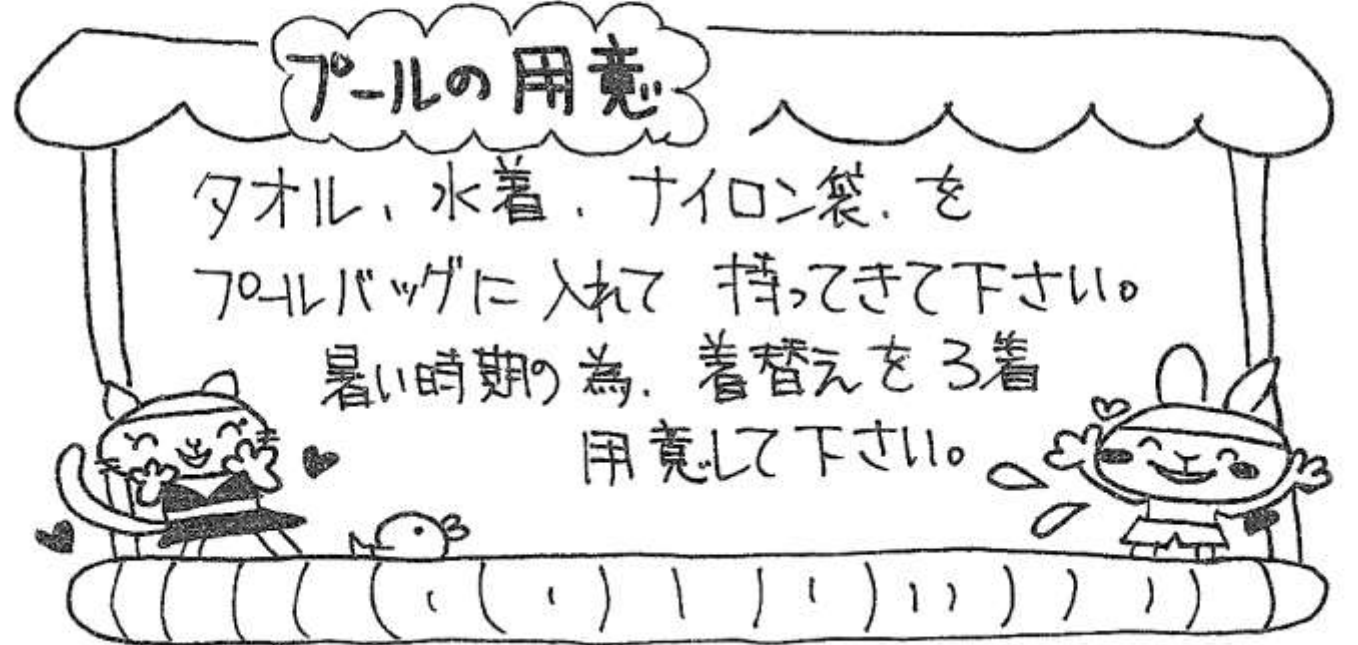 プールの用意
タオル、水着、ナイロン袋、を
プールバッグに入れて 持ってきて下さい。
暑い時期の為、着替えを3着
用意して下さい。